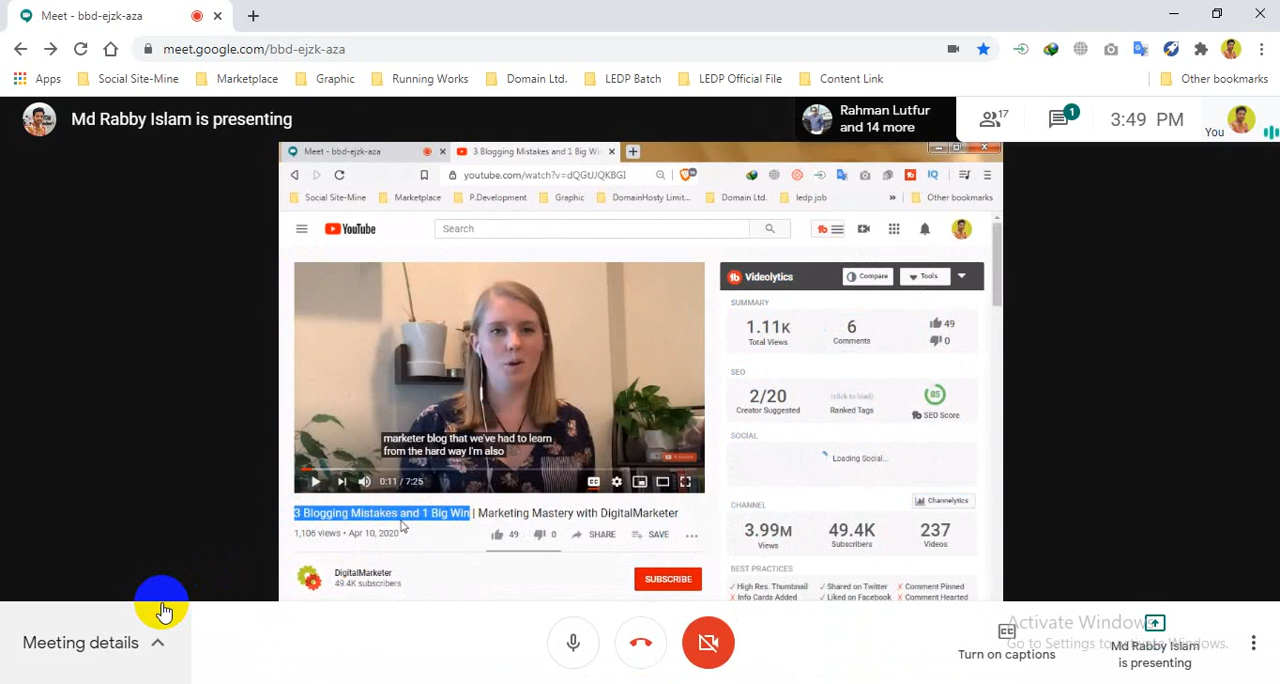 Meet - bbd-ejzk-aza
meet.google.com/bbd-ejzk-aza
Apps Social Site-Mine Marketplace Graphic Running Works Domain Ltd. LEDP Batch LEDP Official File Content Link Other bookmarks
Md Rabby Islam is presenting
Rahman Lutfur
and 14 more
17
1
3:49 PM
You
Meet - bbd-ejzk-aza 3 Blogging Mistakes and 1 Big Wi
youtube.com/watch?v=dQGtJJQKBGI
Social Site-Mine Marketplace P.Development Graphic DomainHosty Limit... Domain Ltd. ledp job » Other bookmarks
YouTube
Search
marketer blog that we've had to learn
from the hard way I'm also
0:11 / 7:25
3 Blogging Mistakes and 1 Big Win | Marketing Mastery with DigitalMarketer
1,106 views • Apr 10, 2020
49 0 SHARE SAVE ...
DigitalMarketer
49.4K subscribers
SUBSCRIBE
Videolytics Compare Tools
SUMMARY
1.11K 6 49
Total Views Comments 0
SEO
2/20 (click to load) 85
Creator Suggested Ranked Tags SEO Score
SOCIAL
Loading Social...
CHANNEL Channelytics
3.99M 49.4K 237
Views Subscribers Videos
BEST PRACTICES
✓ High Res. Thumbnail ✓ Shared on Twitter X Comment Pinned
X Info Cards Added ✓ Liked on Facebook X Comment Hearted
Meeting details
Turn on captions
Md Rabby Islam
is presenting
Activate Windows
Go to Settings to activate Windows.